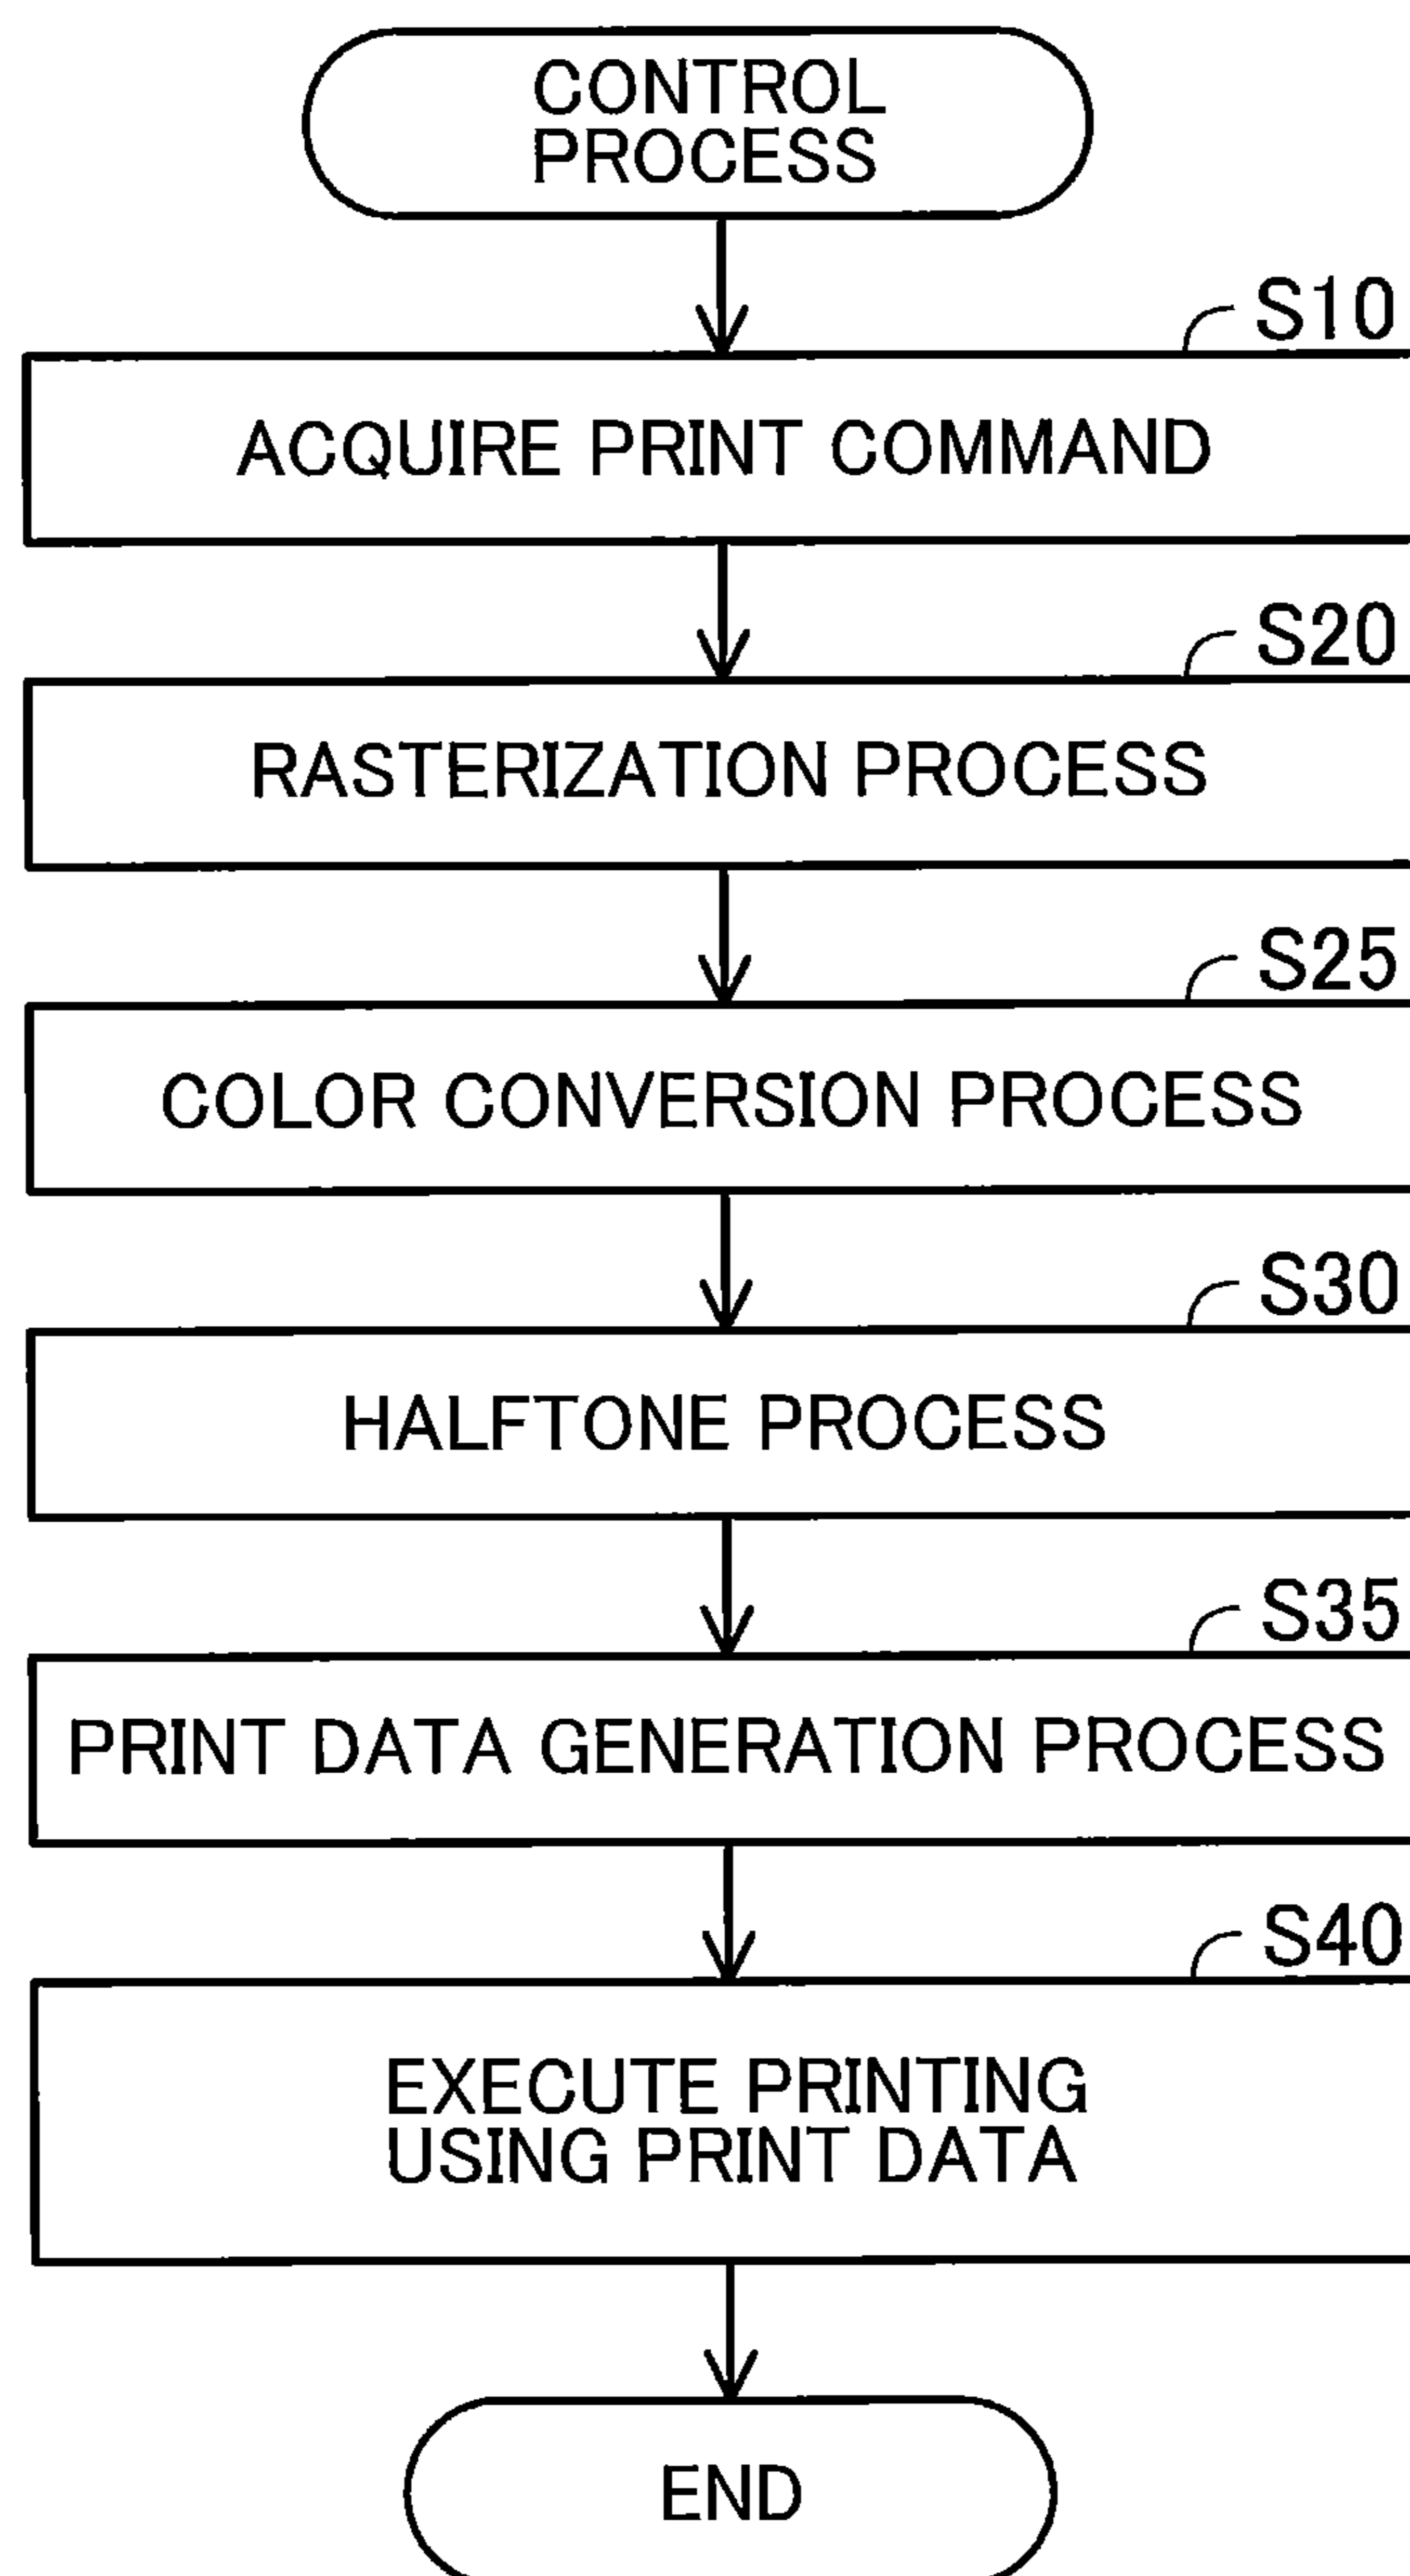 CONTROL
PROCESS
S10
ACQUIRE PRINT COMMAND
S20
RASTERIZATION PROCESS
S25
COLOR CONVERSION PROCESS
S30
HALFTONE PROCESS
S35
PRINT DATA GENERATION PROCESS
S40
EXECUTE PRINTING
USING PRINT DATA
END